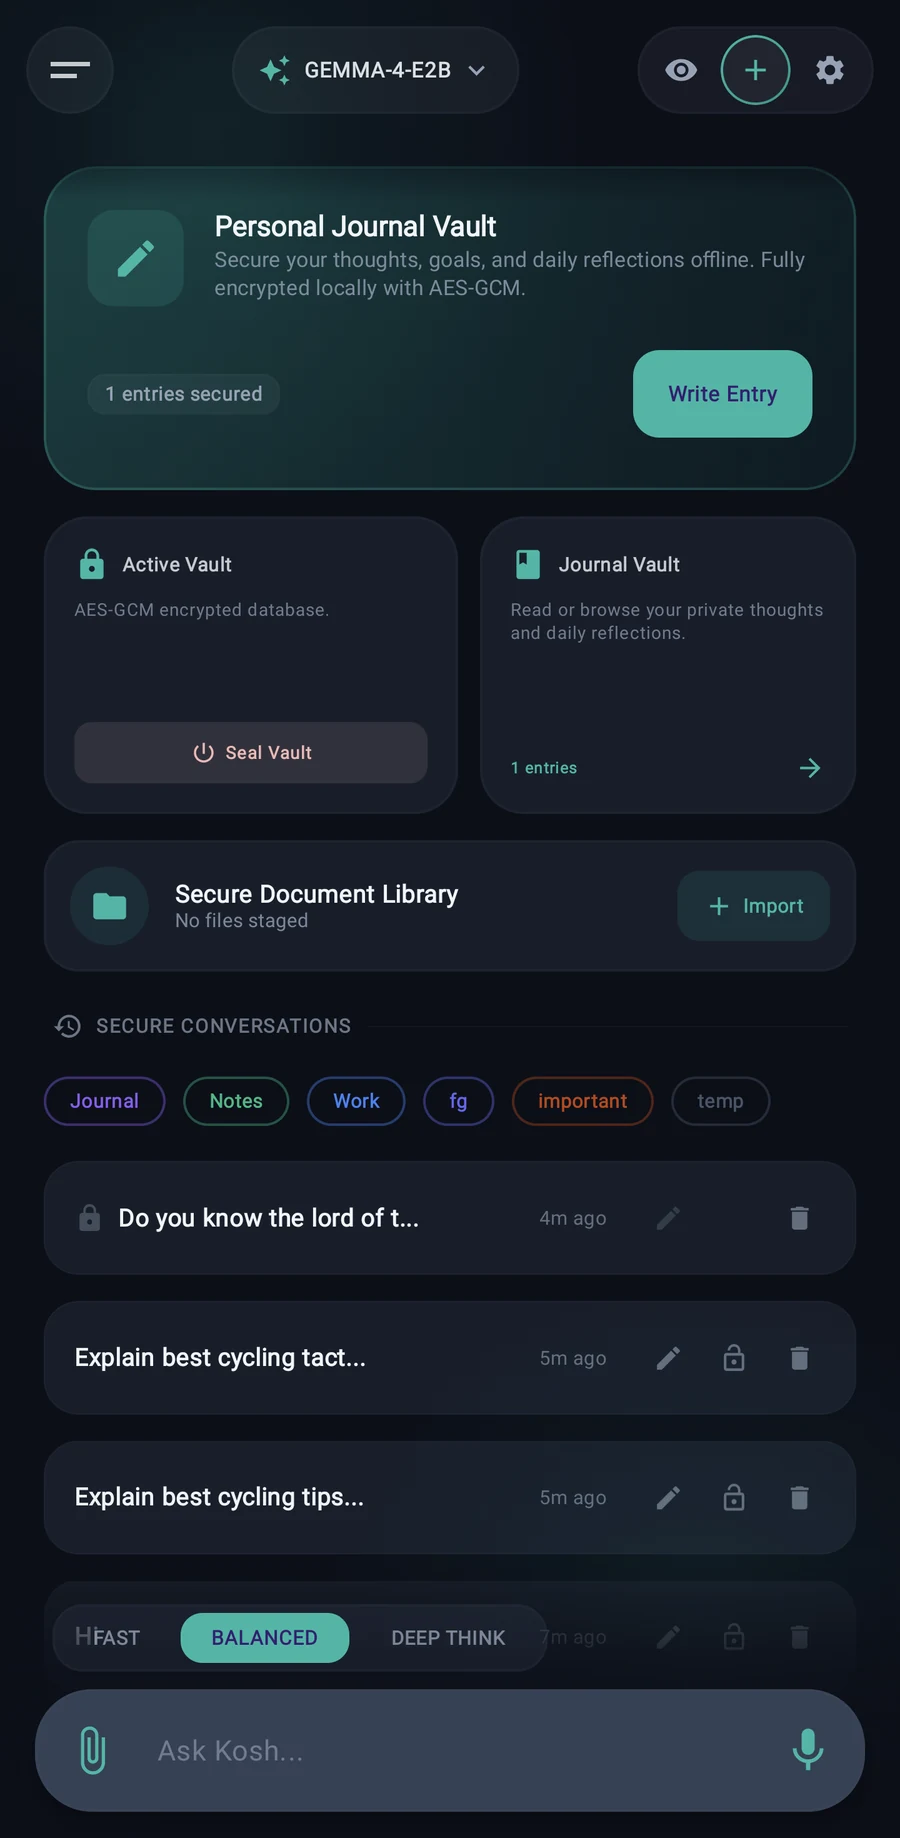 GEMMA-4-E2B
Personal Journal Vault
Secure your thoughts, goals, and daily reflections offline. Fully
encrypted locally with AES-GCM.
1 entries secured
Write Entry
Active Vault
AES-GCM encrypted database.
Seal Vault
Journal Vault
Read or browse your private thoughts
and daily reflections.
1 entries
Secure Document Library
No files staged
Import
SECURE CONVERSATIONS
Journal Notes Work fg important temp
Do you know the lord of t... 4m ago
Explain best cycling tact... 5m ago
Explain best cycling tips... 5m ago
Hi 7m ago
FAST BALANCED DEEP THINK
Ask Kosh...